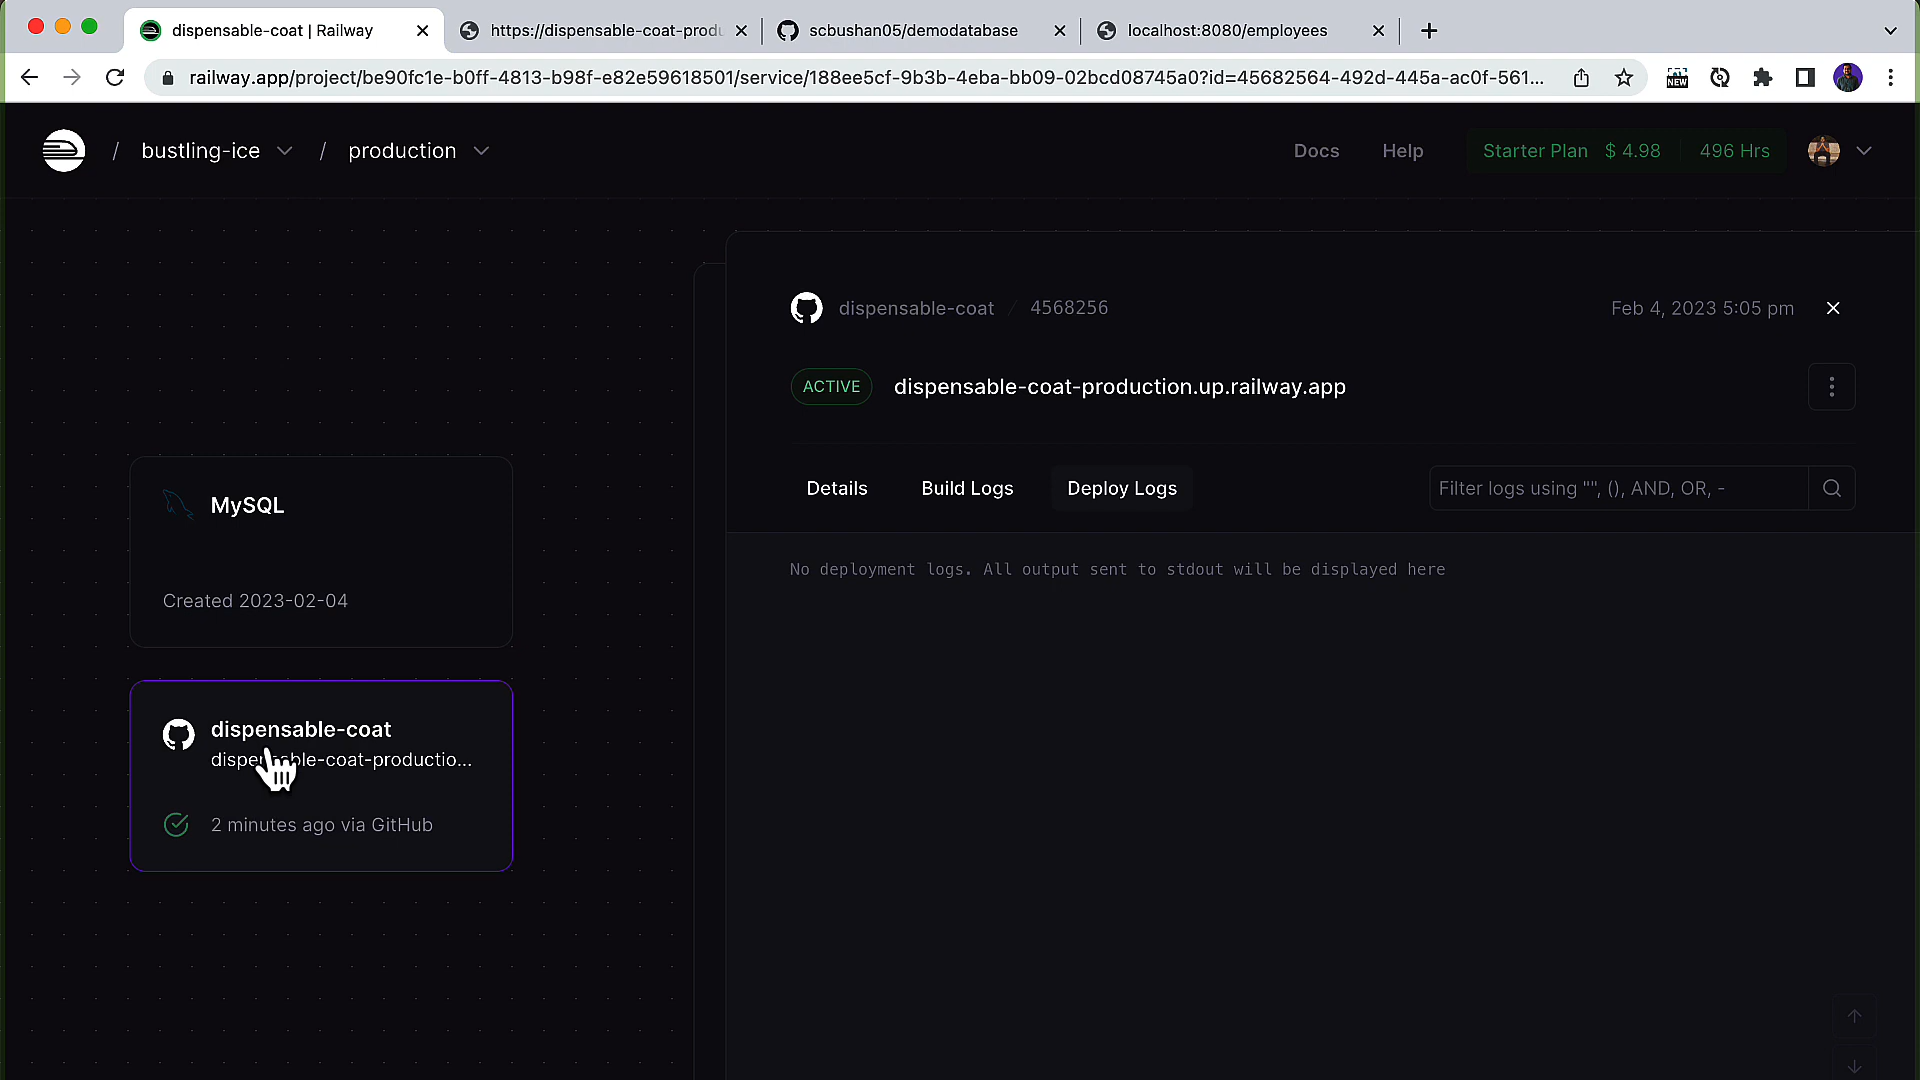 dispensable-coat | Railway
https://dispensable-coat-produ
scbushan05/demodatabase
localhost:8080/employees
railway.app/project/be90fc1e-b0ff-4813-b98f-e82e59618501/service/188ee5cf-9b3b-4eba-bb09-02bcd08745a0?id=45682564-492d-445a-ac0f-561...
NEW
/ bustling-ice / production
Docs
Help
Starter Plan $ 4.98 496 Hrs
dispensable-coat / 4568256
Feb 4, 2023 5:05 pm
ACTIVE
dispensable-coat-production.up.railway.app
Details
Build Logs
Deploy Logs
Filter logs using "", (), AND, OR, -
No deployment logs. All output sent to stdout will be displayed here
MySQL
Created 2023-02-04
dispensable-coat
dispensable-coat-productio...
2 minutes ago via GitHub